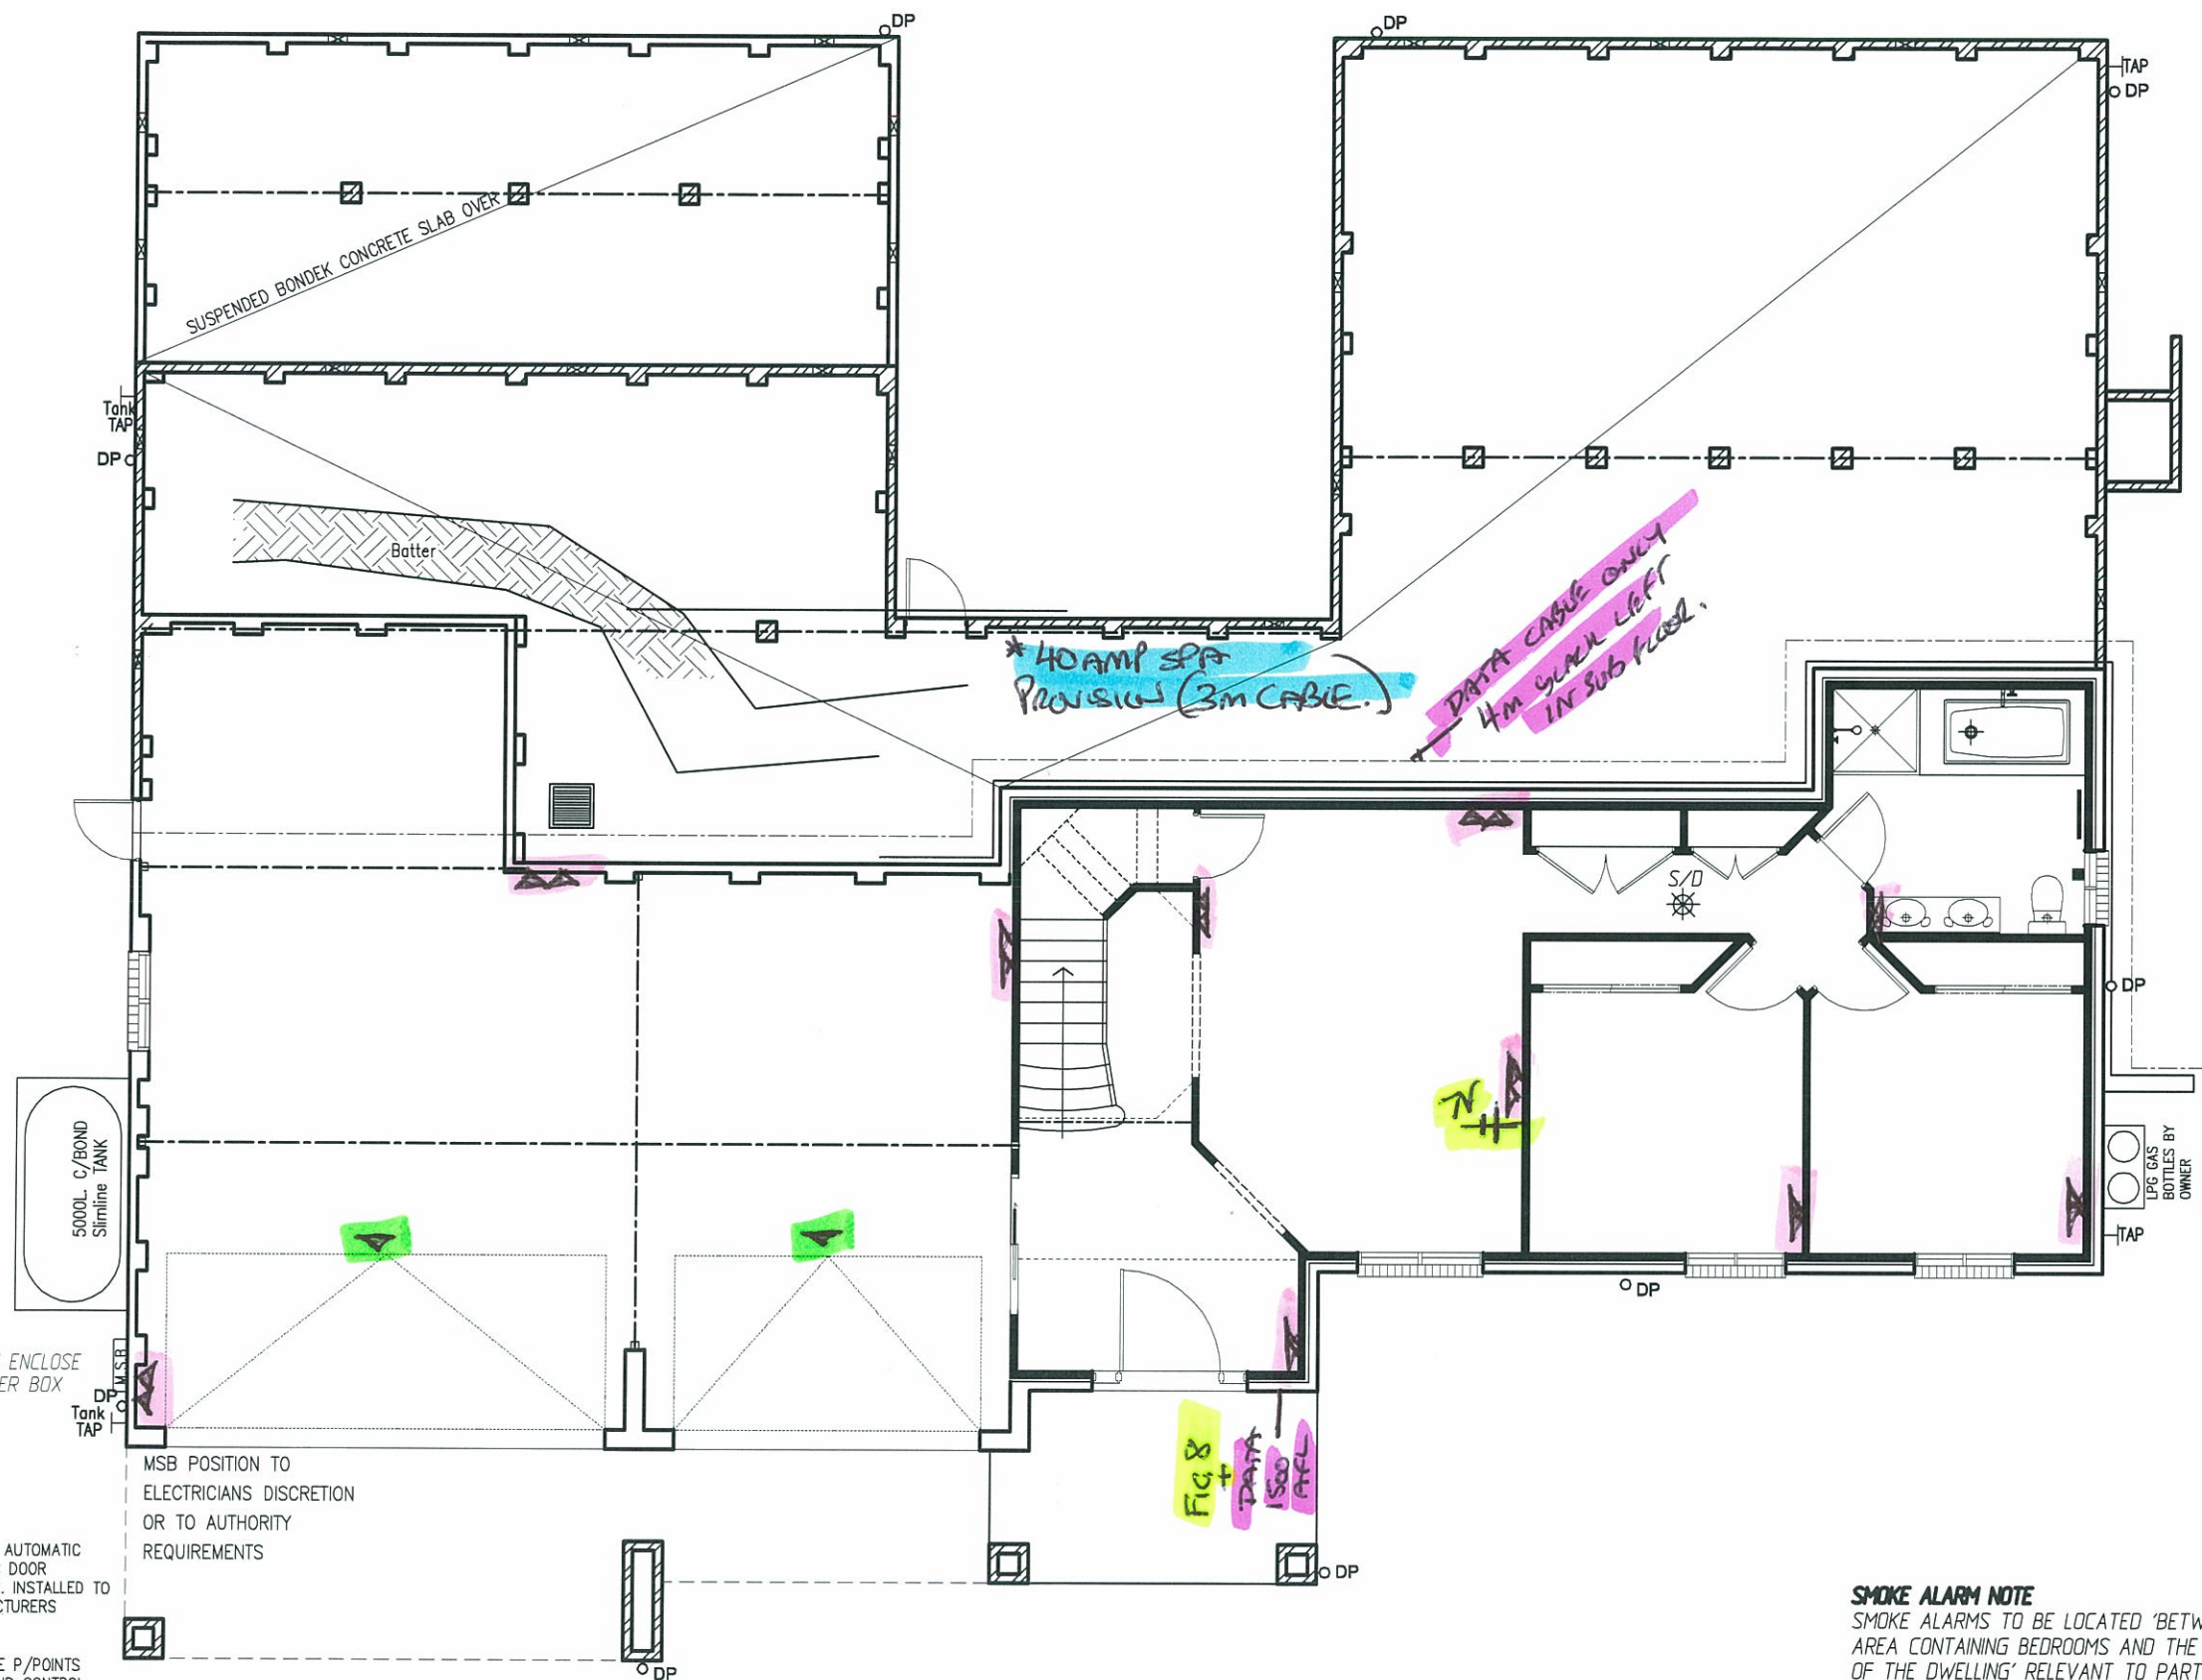 DP
DP
TAP
DP
SUSPENDED BONDEK CONCRETE SLAB OVER
Tank
TAP
DP
Batter
* 40 AMP SPA
PROVISION (3M CABLE.)
DATA CABLE ONLY
4M SLACK LEFT
IN SUB FLOOR.
S/D
DP
5000L. C/BOND
Slimline TANK
N
LPG GAS
BOTTLES BY
OWNER
TAP
DP
ENCLOSE
ER BOX
MSB
DP
Tank
TAP
FIG 8
+
DATA
1500
AFL
MSB POSITION TO
ELECTRICIANS DISCRETION
OR TO AUTHORITY
REQUIREMENTS
AUTOMATIC
DOOR
. INSTALLED TO
CTURERS
DP
E P/POINTS
DP
SMOKE ALARM NOTE
SMOKE ALARMS TO BE LOCATED 'BETW
AREA CONTAINING BEDROOMS AND THE
OF THE DWELLING' RELEVANT TO PART